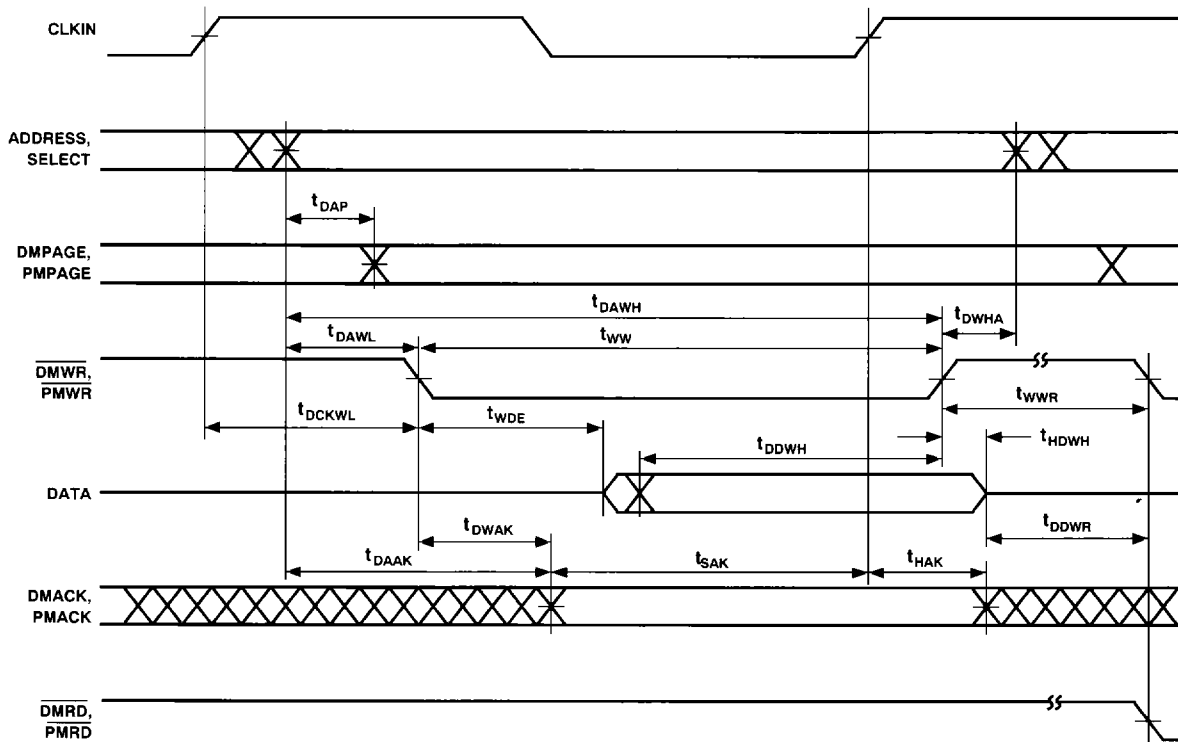 CLKIN
ADDRESS,
SELECT
tDAP
DMPAGE,
PMPAGE
tDAWH
tDWHA
tDAWL
tWW
DMWR,
PMWR
tWWR
tDCKWL
tWDE
tHDWH
tDDWH
DATA
tDWAK
tDDWR
tDAAK
tSAK
tHAK
DMACK,
PMACK
DMRD,
PMRD